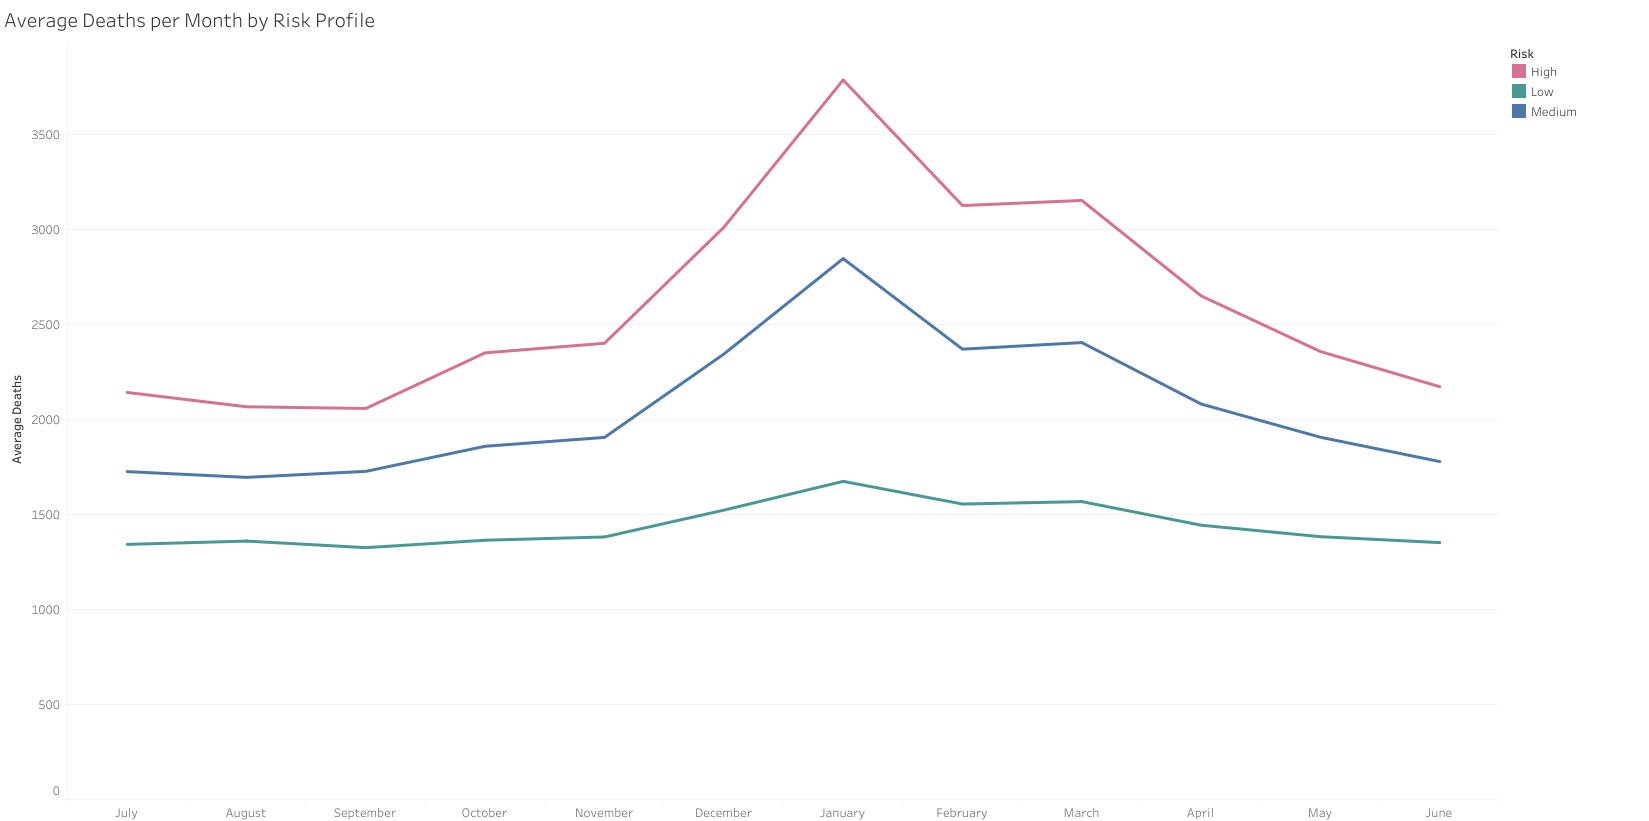 Average Deaths per Month by Risk Profile
Risk
High
Low
Medium
Average Deaths
3500
3000
2500
2000
1500
1000
500
0
July August September October November December January February March April May June